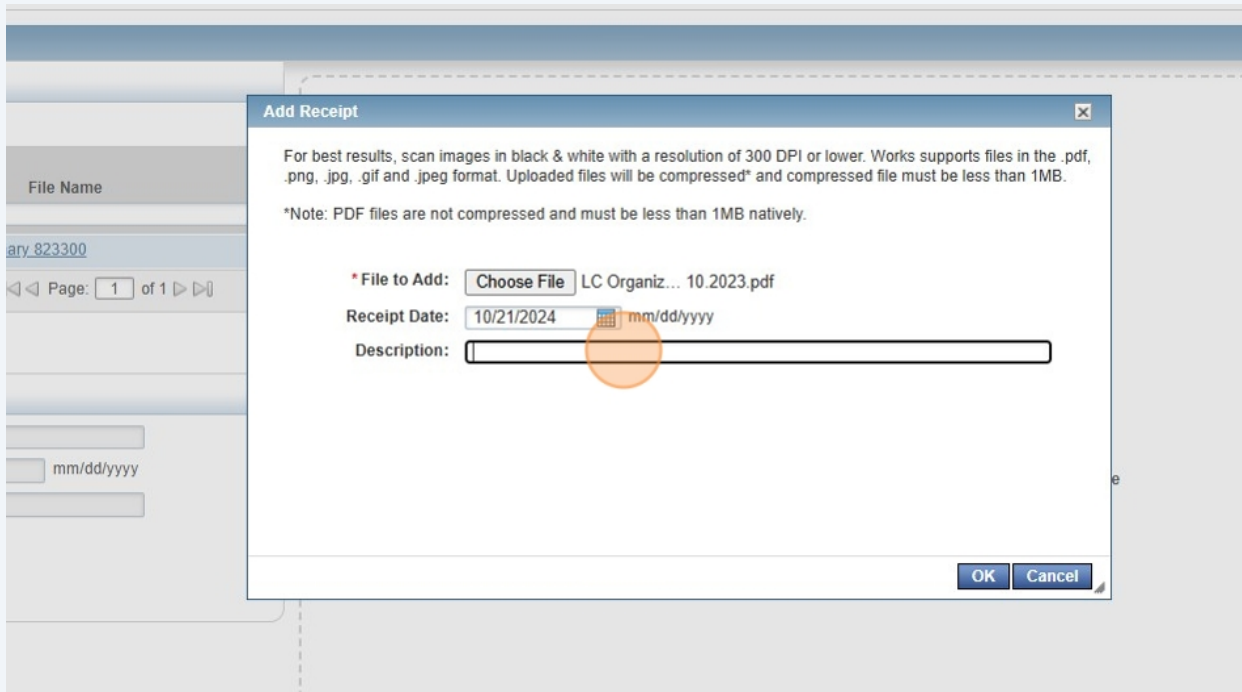 Add Receipt
For best results, scan images in black & white with a resolution of 300 DPI or lower. Works supports files in the .pdf,
.png, .jpg, .gif and .jpeg format. Uploaded files will be compressed* and compressed file must be less than 1MB.
*Note: PDF files are not compressed and must be less than 1MB natively.
File Name
ary 823300
Page: 1 of 1
* File to Add: Choose File LC Organiz... 10.2023.pdf
Receipt Date: 10/21/2024 mm/dd/yyyy
Description:
mm/dd/yyyy
e
OK Cancel